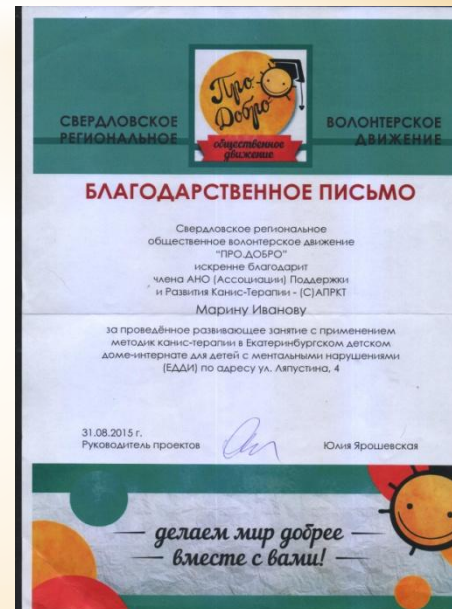 СВЕРДЛОВСКОЕ
РЕГИОНАЛЬНОЕ
Про
Добро
общественное
движение
ВОЛОНТЕРСКОЕ
ДВИЖЕНИЕ
БЛАГОДАРСТВЕННОЕ ПИСЬМО
Свердловское региональное
общественное волонтерское движение
"ПРО.ДОБРО"
искренне благодарит
члена АНО (Ассоциации) Поддержки
и Развития Канис-Терапии - (С)АПРКТ
Марину Иванову
за проведённое развивающее занятие с применением
методик канис-терапии в Екатеринбургском детском
доме-интернате для детей с ментальными нарушениями
(ЕДДИ) по адресу ул. Ляпустина, 4
31.08.2015 г.
Руководитель проектов
Юлия Ярошевская
делаем мир добрее
вместе с вами!